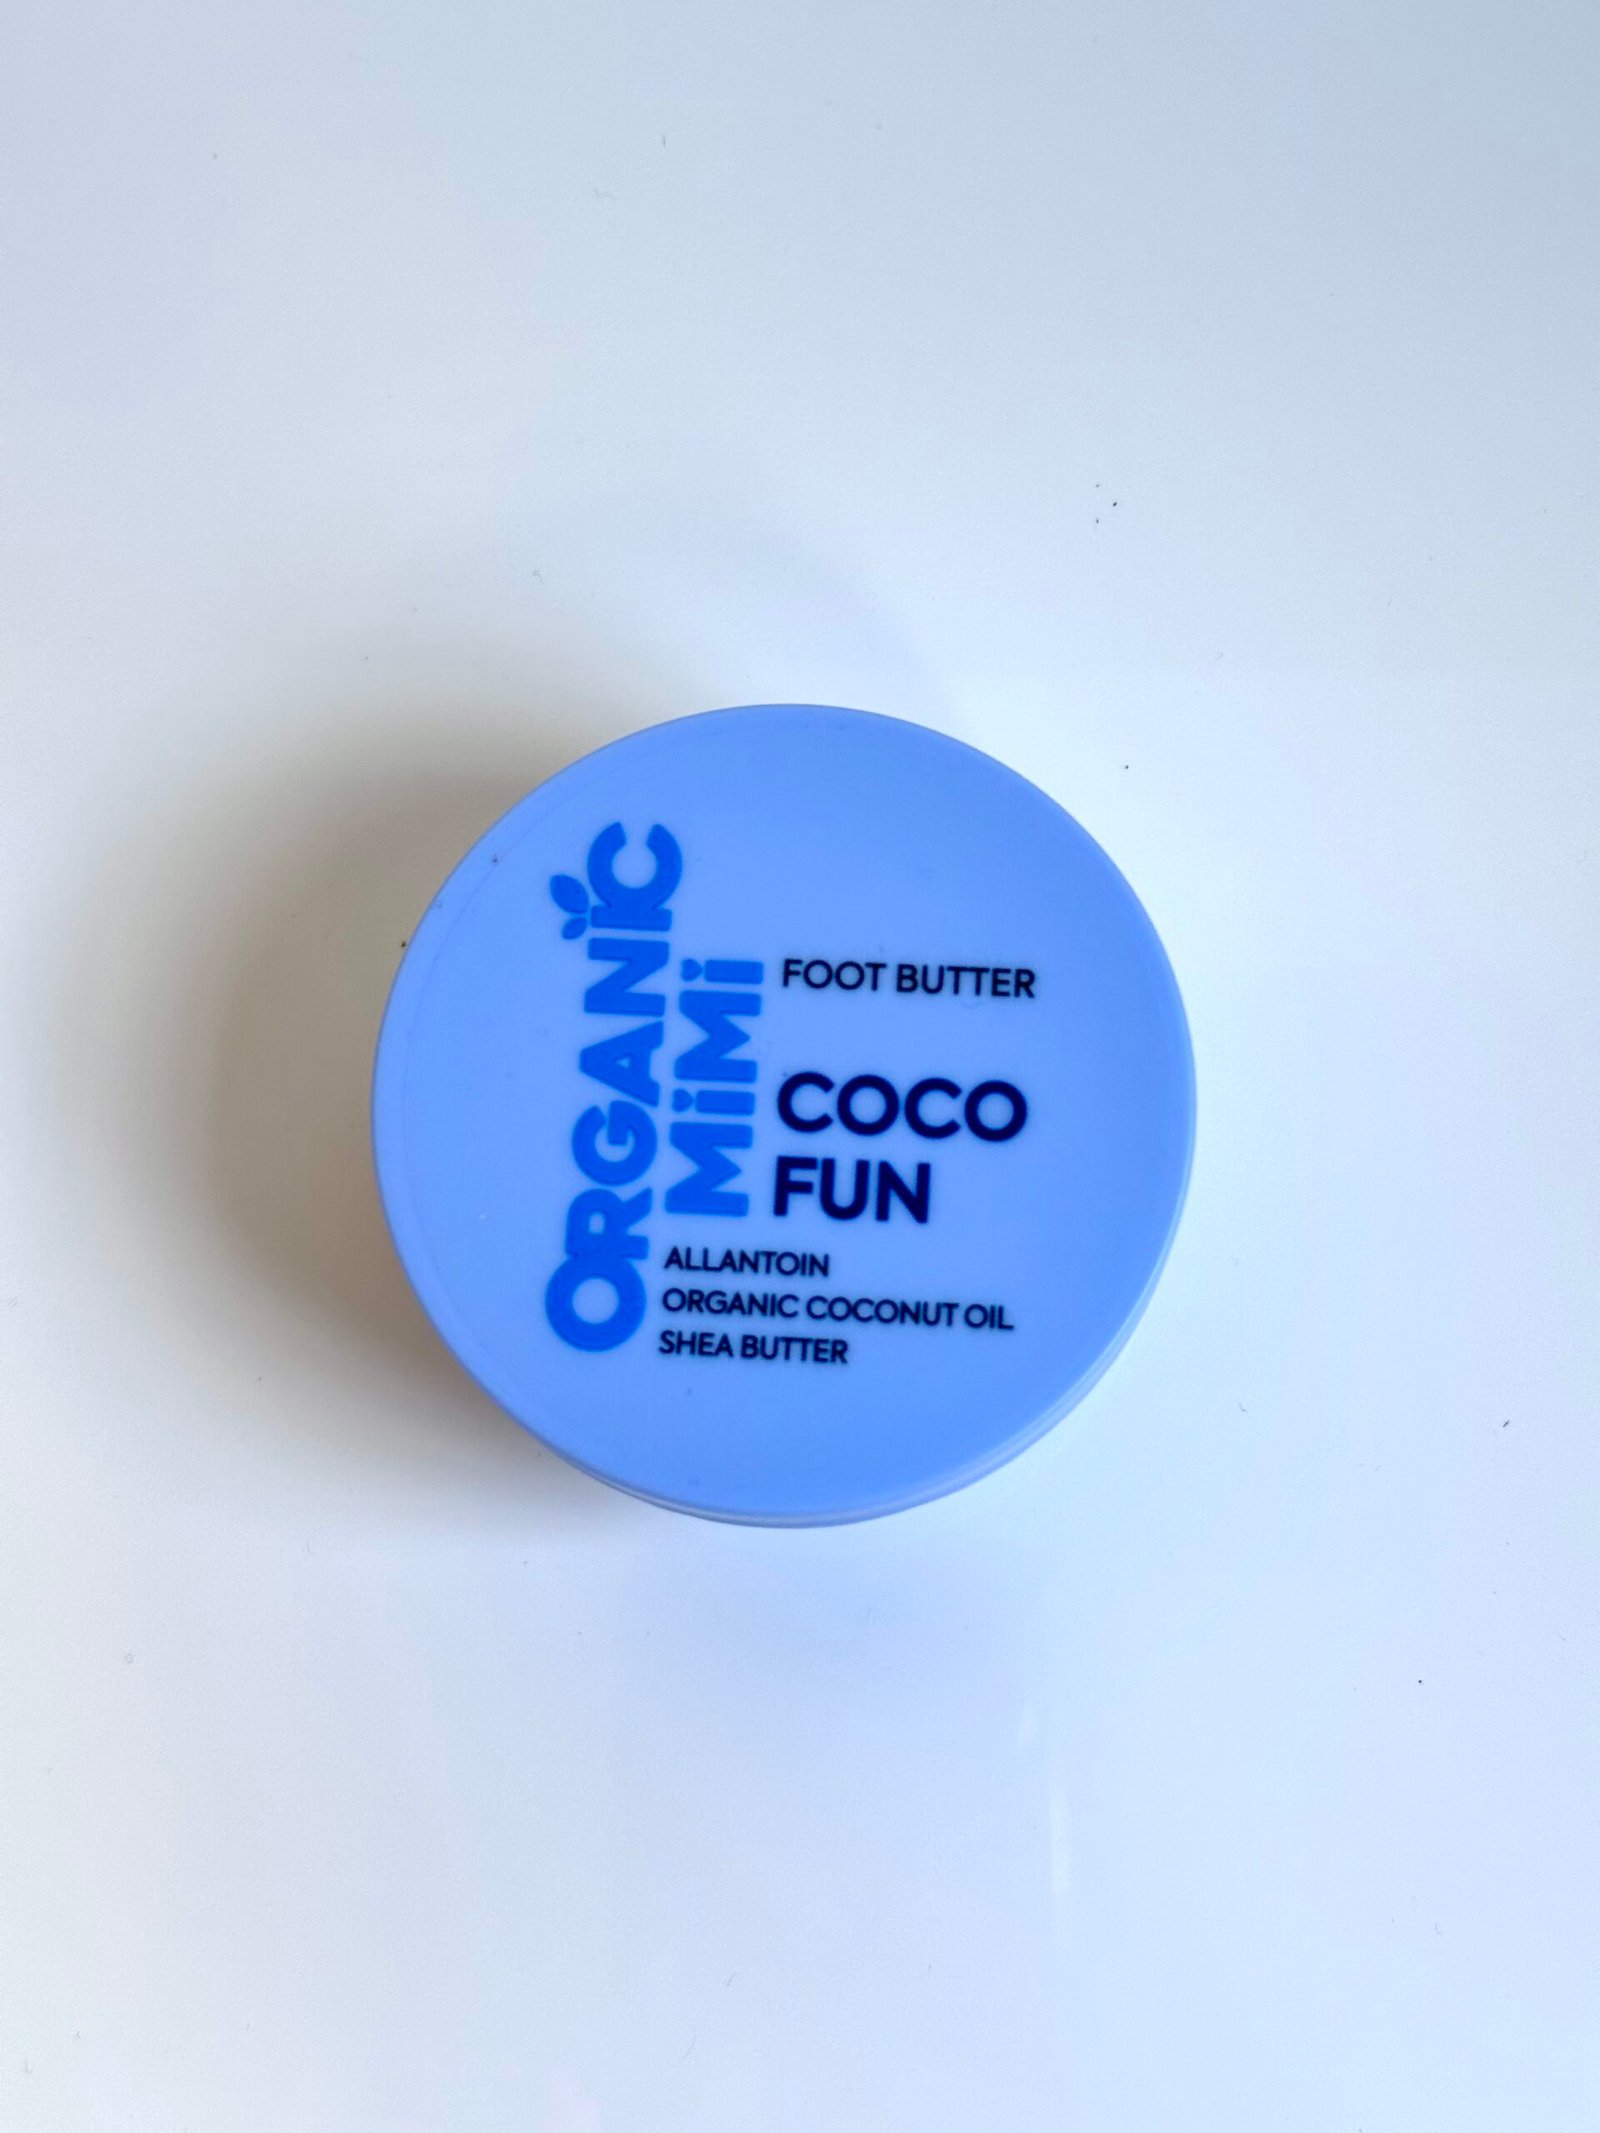 ORGANiC
MiMi
FOOT BUTTER
COCO
FUN
ALLANTOIN
ORGANIC COCONUT OIL
SHEA BUTTER